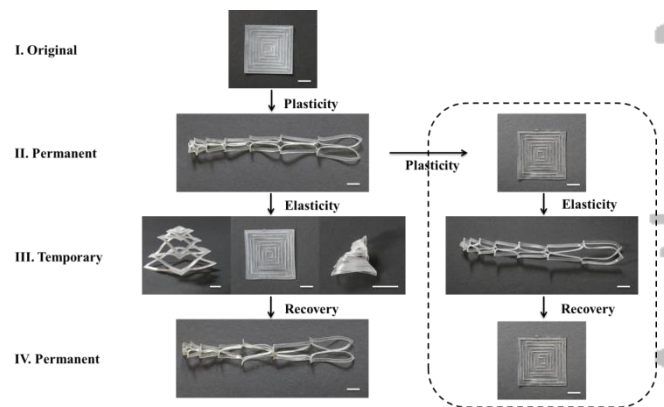 I. Original
Plasticity
II. Permanent
Plasticity
Elasticity
Elasticity
III. Temporary
Recovery
Recovery
IV. Permanent